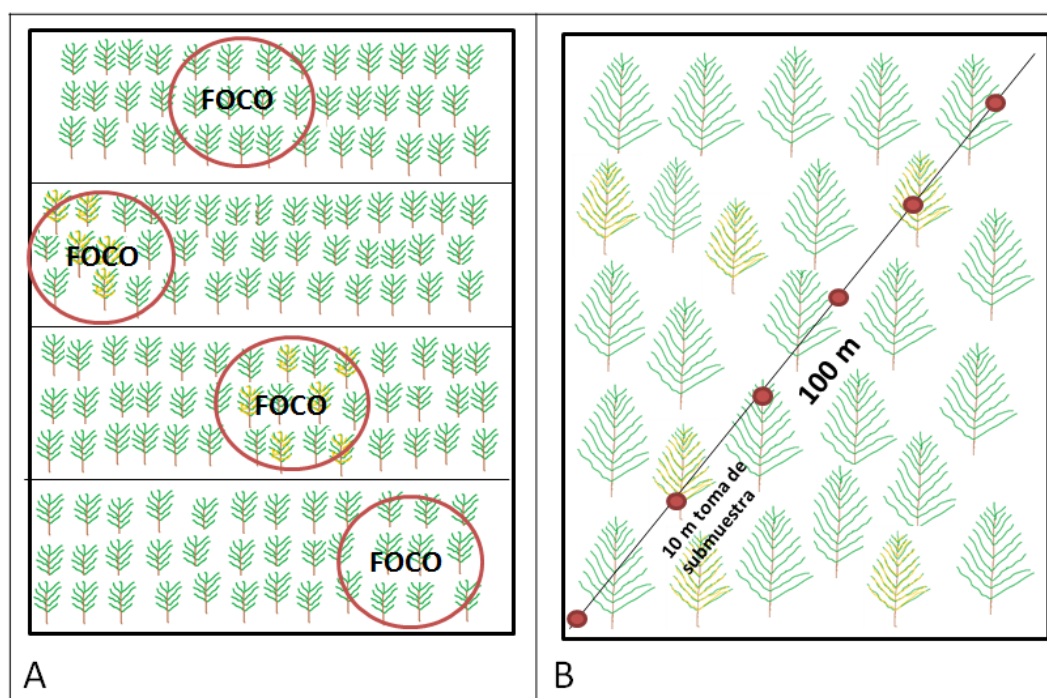 FOCO
FOCO
FOCO
FOCO
A
100 m
10 m toma de
submuestra
B